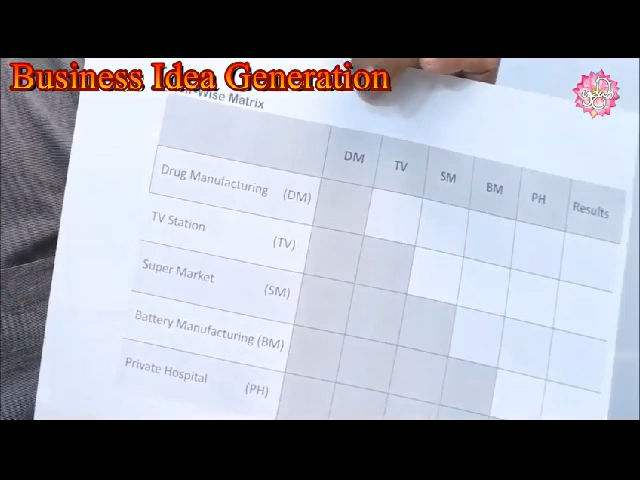 Business Idea Generation
-Wise Matrix
DM TV SM BM PH Results
Drug Manufacturing (DM)
TV Station (TV)
Super Market (SM)
Battery Manufacturing (BM)
Private Hospital (PH)